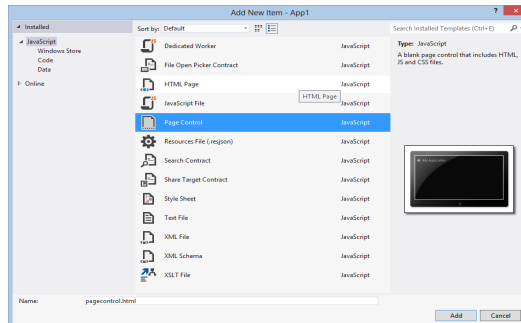 Add New Item - App1
? ×
Installed
Sort by: Default
Search Installed Templates (Ctrl+E)
JavaScript
Windows Store
Code
Data
Online
Dedicated Worker JavaScript
File Open Picker Contract JavaScript
HTML Page JavaScript
HTML Page
JavaScript File JavaScript
Page Control JavaScript
Resources File (.resjson) JavaScript
Search Contract JavaScript
Share Target Contract JavaScript
Style Sheet JavaScript
Text File JavaScript
XML File JavaScript
XML Schema JavaScript
XSLT File JavaScript
Type: JavaScript
A blank page control that includes HTML,
JS and CSS files.
My Application
Name: pagecontrol.html
Add Cancel